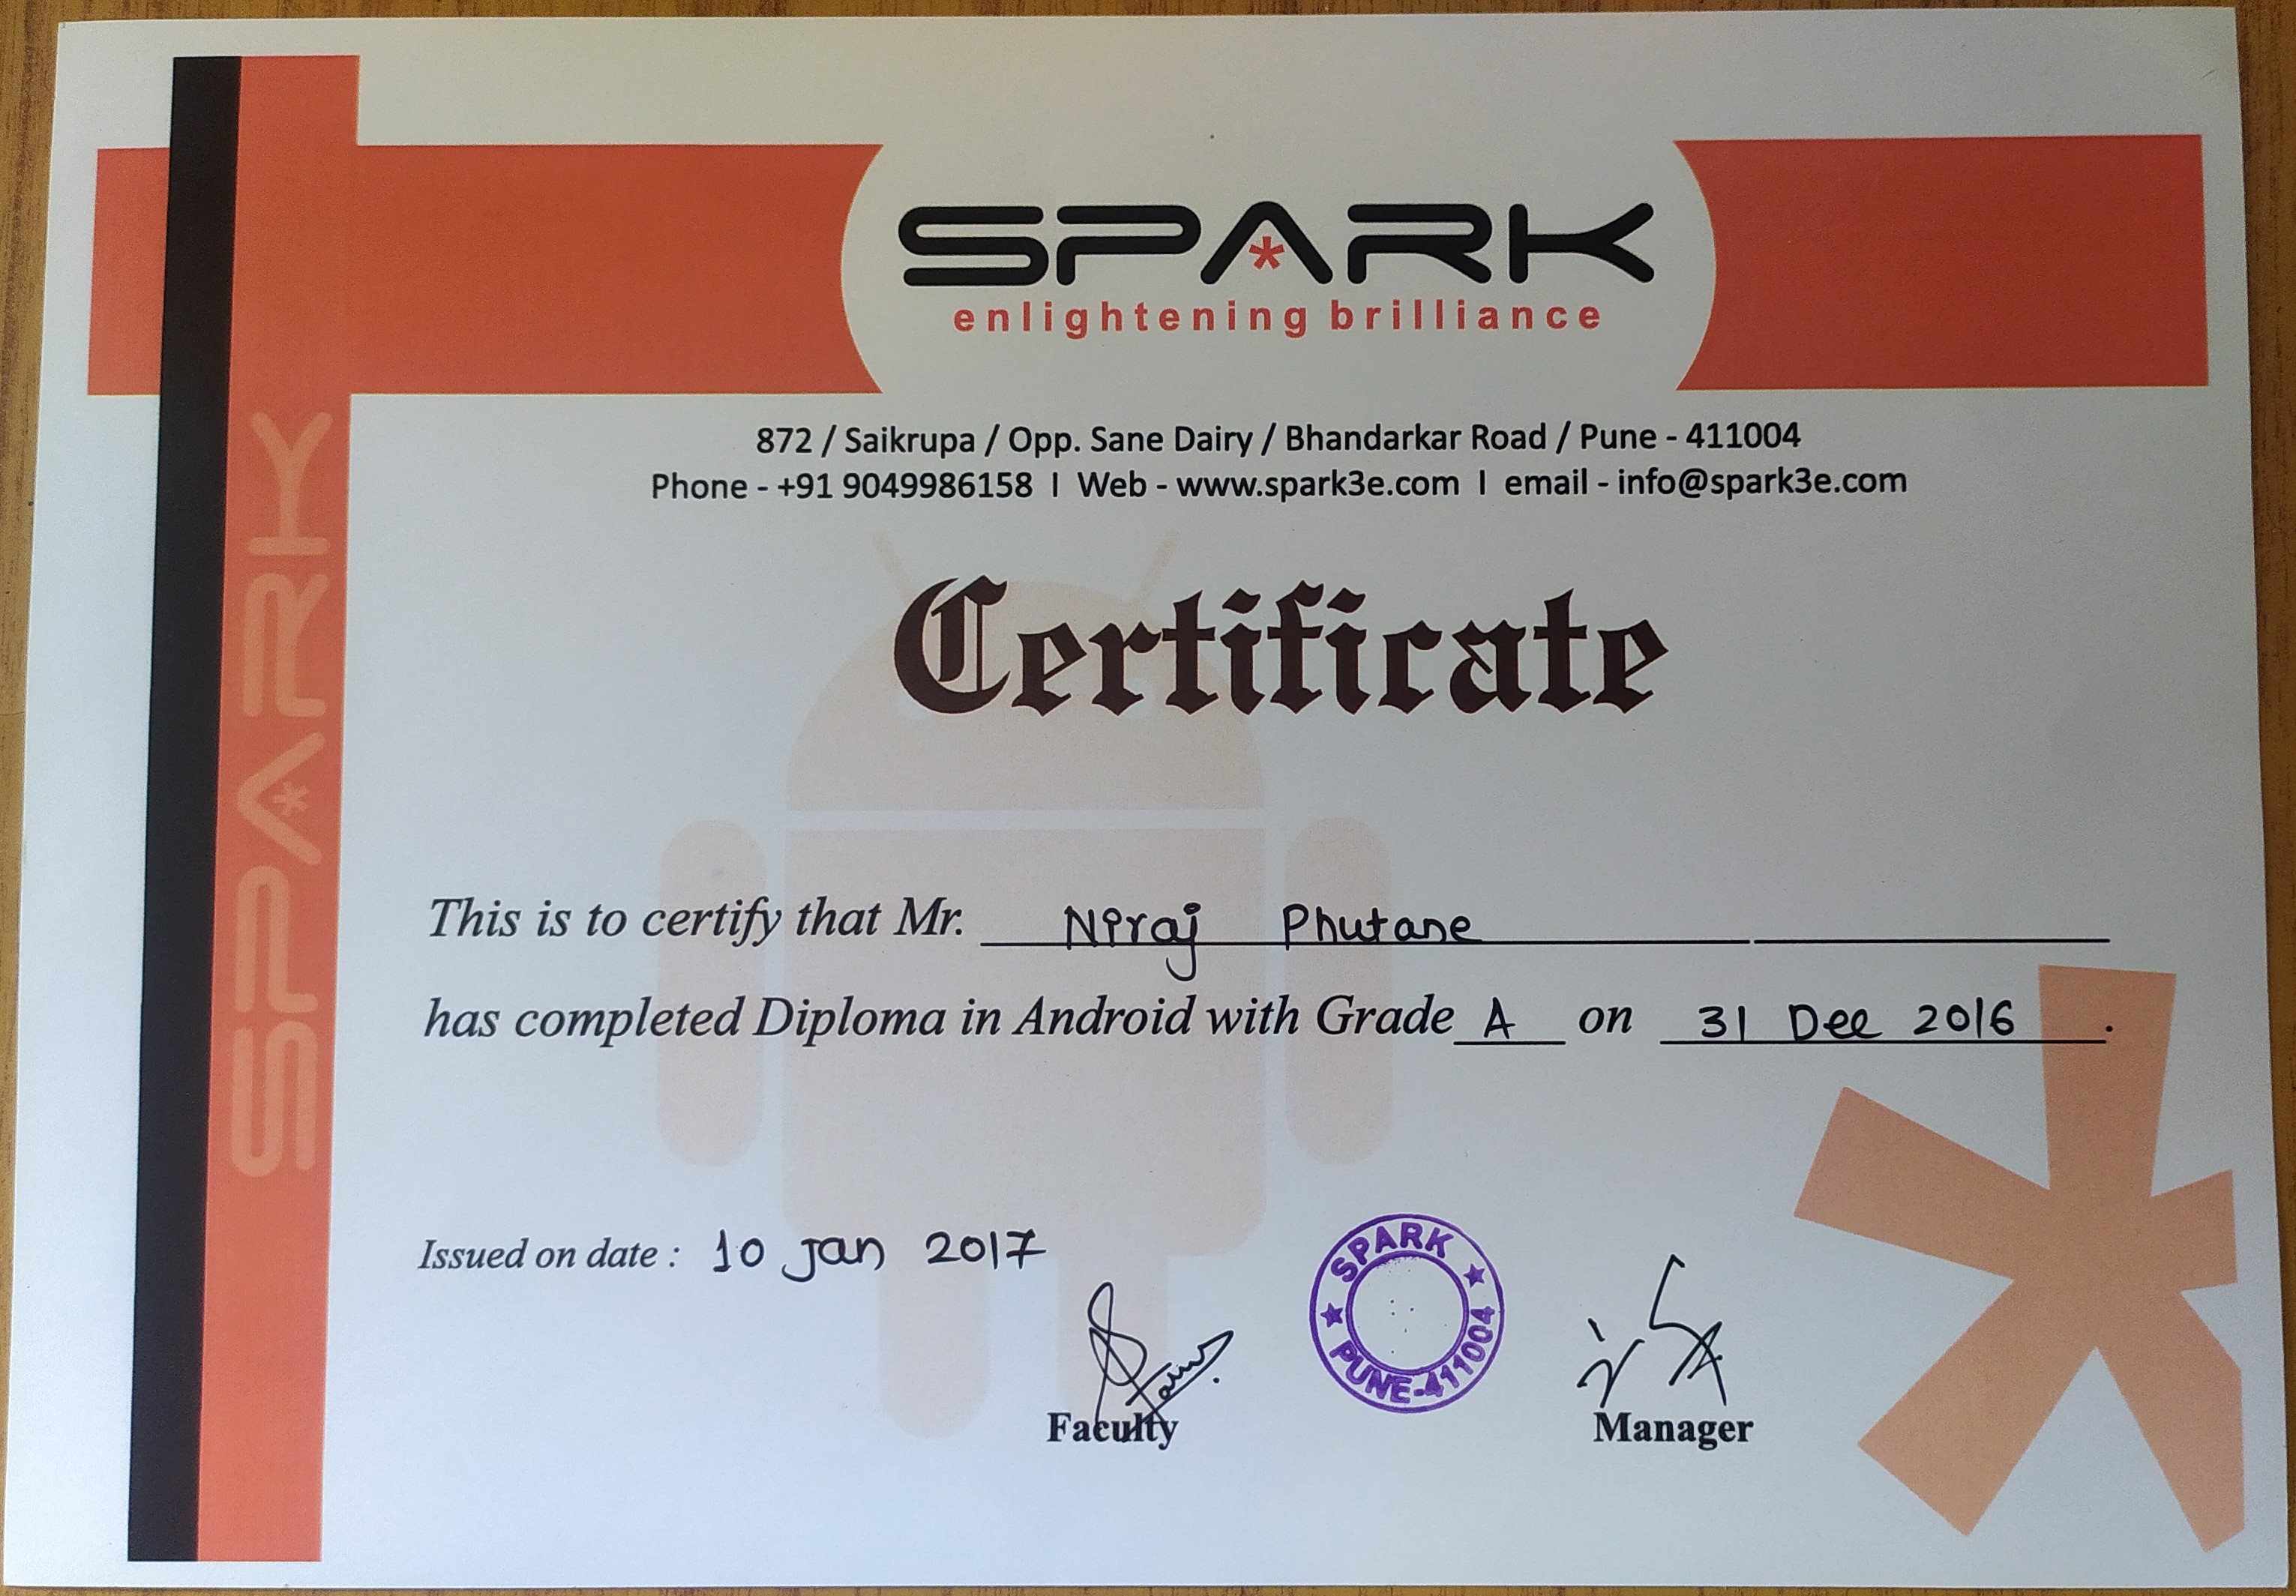 SPARK
enlightening brilliance
872 / Saikrupa / Opp. Sane Dairy / Bhandarkar Road / Pune - 411004
Phone - +91 9049986158 I Web - www.spark3e.com I email - info@spark3e.com
SPARK
Certificate
This is to certify that Mr. Niraj Phutane
has completed Diploma in Android with Grade A on 31 Dec 2016 .
Issued on date : 10 Jan 2017
SPARK
PUNE-411004
Faculty
Manager